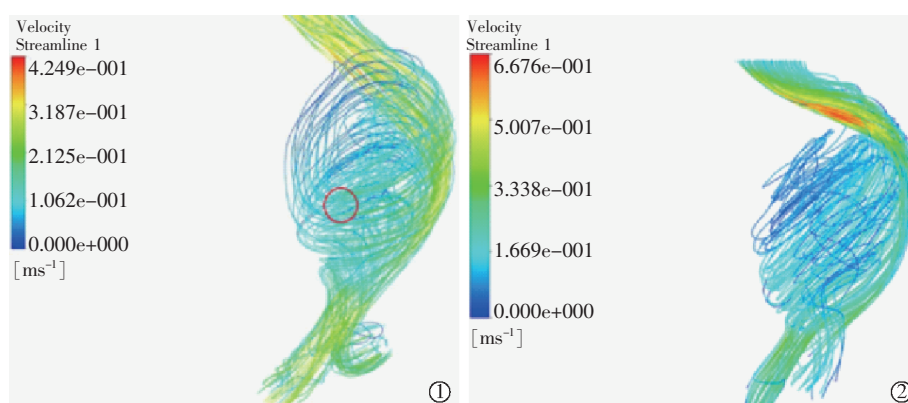 Velocity
Streamline 1
4.249e−001
3.187e−001
2.125e−001
1.062e−001
0.000e+000
[ms⁻¹]
①
Velocity
Streamline 1
6.676e−001
5.007e−001
3.338e−001
1.669e−001
0.000e+000
[ms⁻¹]
②